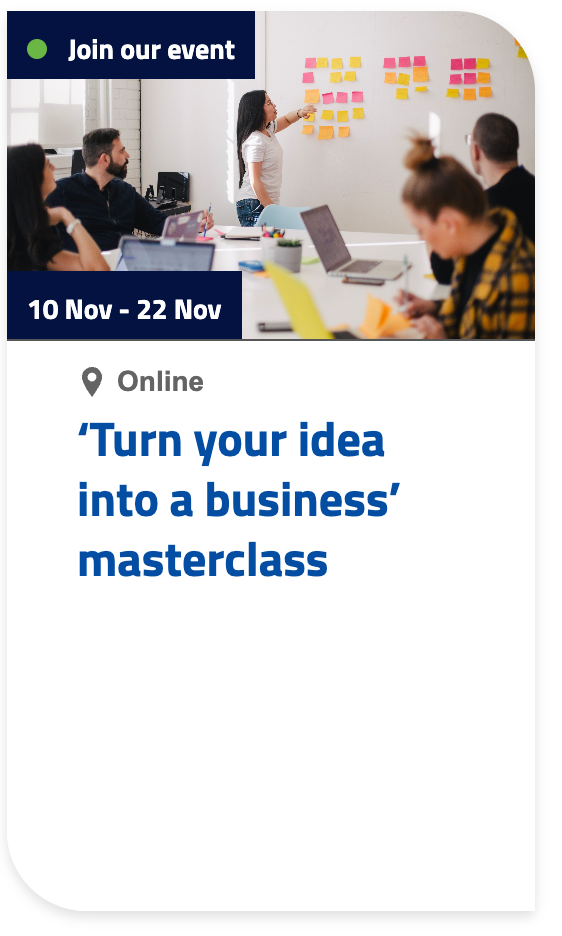 Join our event
10 Nov - 22 Nov
Online
‘Turn your idea
into a business’
masterclass